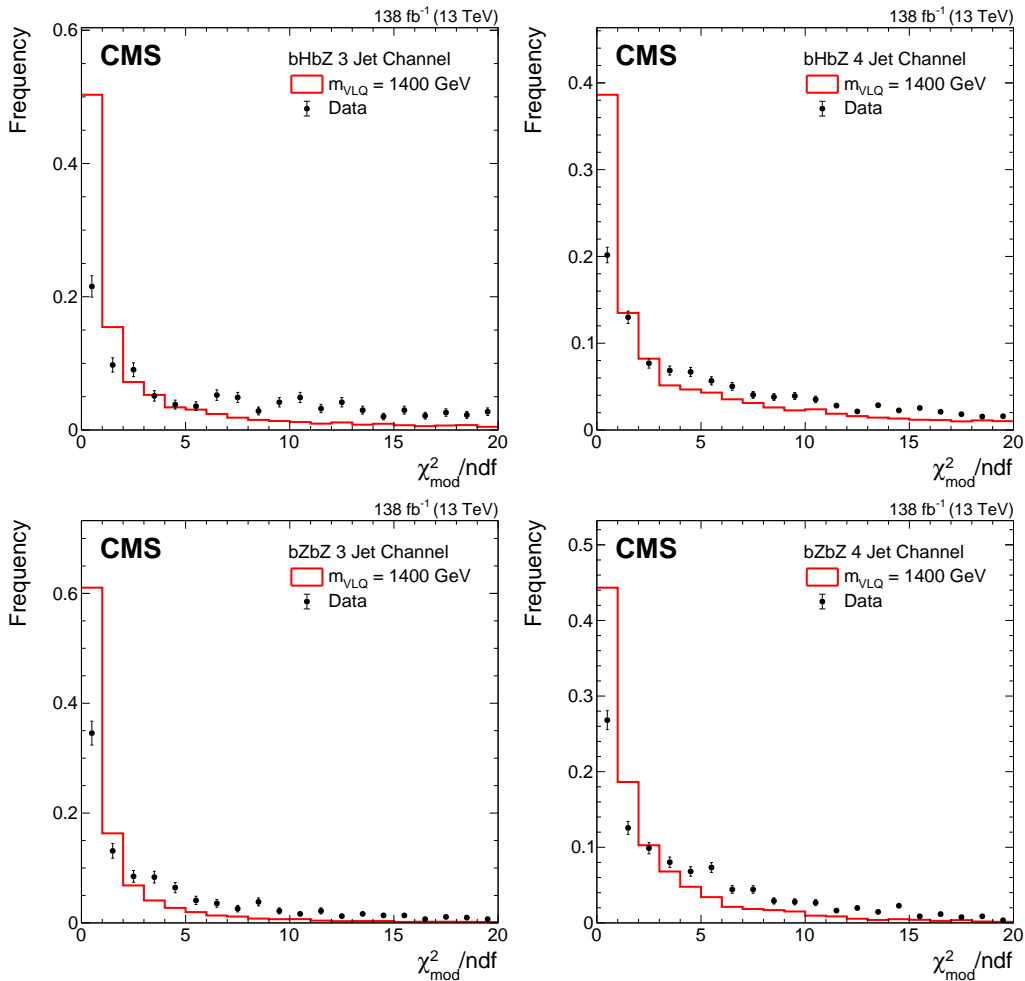 138 fb⁻¹ (13 TeV)
CMS
bHbZ 3 Jet Channel
m_VLQ = 1400 GeV
Data
Frequency
0.6
0.4
0.2
0
0 5 10 15 20
χ²_mod/ndf
138 fb⁻¹ (13 TeV)
CMS
bHbZ 4 Jet Channel
m_VLQ = 1400 GeV
Data
Frequency
0.4
0.3
0.2
0.1
0
0 5 10 15 20
χ²_mod/ndf
138 fb⁻¹ (13 TeV)
CMS
bZbZ 3 Jet Channel
m_VLQ = 1400 GeV
Data
Frequency
0.6
0.4
0.2
0
0 5 10 15 20
χ²_mod/ndf
138 fb⁻¹ (13 TeV)
CMS
bZbZ 4 Jet Channel
m_VLQ = 1400 GeV
Data
Frequency
0.5
0.4
0.3
0.2
0.1
0
0 5 10 15 20
χ²_mod/ndf